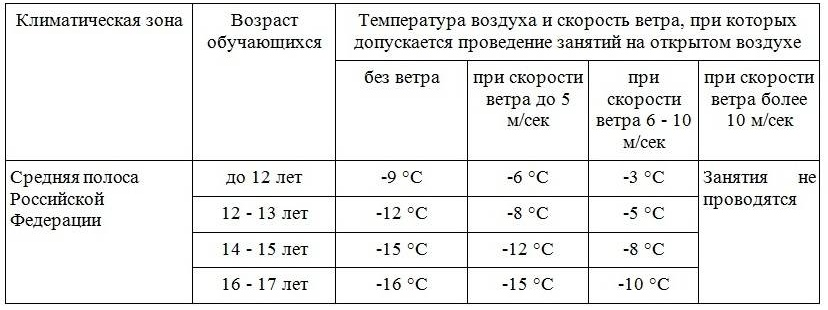 Климатическая зона
Возраст
обучающихся
Температура воздуха и скорость ветра, при которых
допускается проведение занятий на открытом воздухе
без ветра
при скорости
ветра до 5
м/сек
при
скорости
ветра 6 - 10
м/сек
при скорости
ветра более
10 м/сек
Средняя полоса
Российской
Федерации
до 12 лет
-9 °C
-6 °C
-3 °C
Занятия не
проводятся
12 - 13 лет
-12 °C
-8 °C
-5 °C
14 - 15 лет
-15 °C
-12 °C
-8 °C
16 - 17 лет
-16 °C
-15 °C
-10 °C